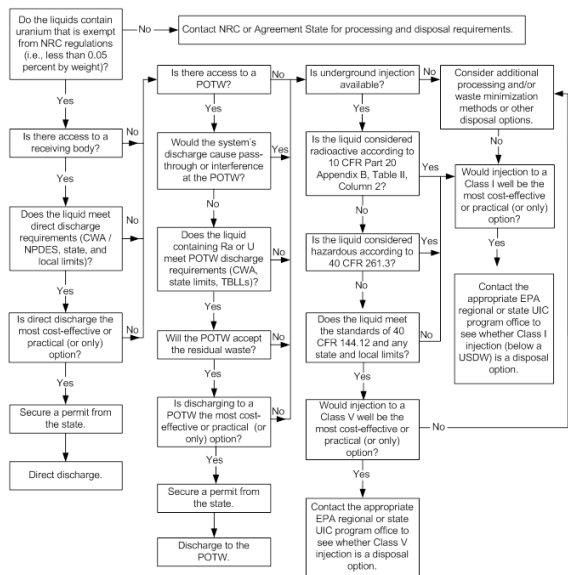 Do the liquids contain
uranium that is exempt
from NRC regulations
(i.e., less than 0.05
percent by weight)?
No
Contact NRC or Agreement State for processing and disposal requirements.
Yes
Is there access to a
receiving body?
No
Yes
Does the liquid meet
direct discharge
requirements (CWA /
NPDES, state, and
local limits)?
No
Yes
Is direct discharge the
most cost-effective or
practical (or only)
option?
No
Yes
Secure a permit from
the state.
Direct discharge.
Is there access to a
POTW?
No
Yes
Would the system's
discharge cause pass-
through or interference
at the POTW?
Yes
No
Does the liquid
containing Ra or U
meet POTW discharge
requirements (CWA,
state limits, TBLLs)?
No
Yes
Will the POTW accept
the residual waste?
No
Yes
Is discharging to a
POTW the most cost-
effective or practical (or
only) option?
No
Yes
Secure a permit from
the state.
Discharge to the
POTW.
Is underground injection
available?
No
Yes
Is the liquid considered
radioactive according to
10 CFR Part 20
Appendix B, Table II,
Column 2?
Yes
No
Is the liquid considered
hazardous according to
40 CFR 261.3?
Yes
No
Does the liquid meet
the standards of 40
CFR 144.12 and any
state and local limits?
No
Yes
Would injection to a
Class V well be the
most cost-effective or
practical (or only)
option?
No
Yes
Contact the appropriate
EPA regional or state
UIC program office to
see whether Class V
injection is a disposal
option.
Consider additional
processing and/or
waste minimization
methods or other
disposal options.
No
Would injection to a
Class I well be the
most cost-effective or
practical (or only)
option?
Yes
Contact the
appropriate EPA
regional or state UIC
program office to
see whether Class I
injection (below a
USDW) is a disposal
option.